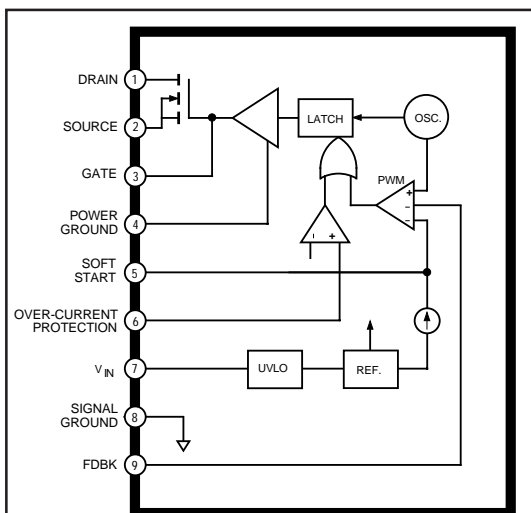 DRAIN 1
SOURCE 2
GATE 3
POWER
GROUND 4
SOFT
START 5
OVER-CURRENT
PROTECTION 6
V IN 7
SIGNAL
GROUND 8
FDBK 9
LATCH
OSC.
PWM
+
–
–
– +
UVLO
REF.